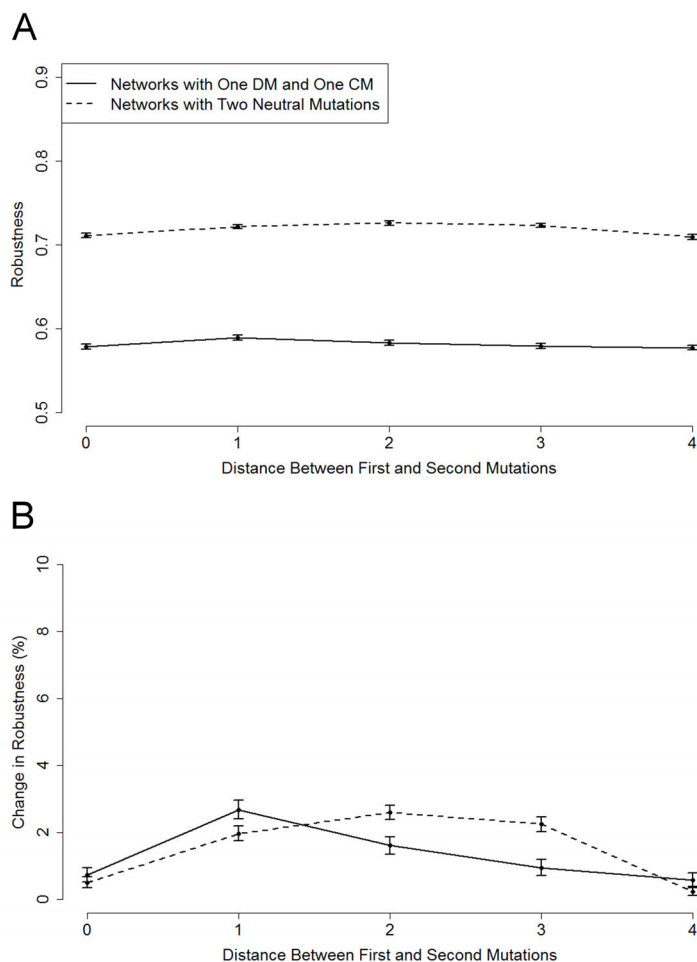 A
Networks with One DM and One CM
Networks with Two Neutral Mutations
Robustness
0.9
0.8
0.7
0.6
0.5
0 1 2 3 4
Distance Between First and Second Mutations
B
Change in Robustness (%)
10
8
6
4
2
0
0 1 2 3 4
Distance Between First and Second Mutations